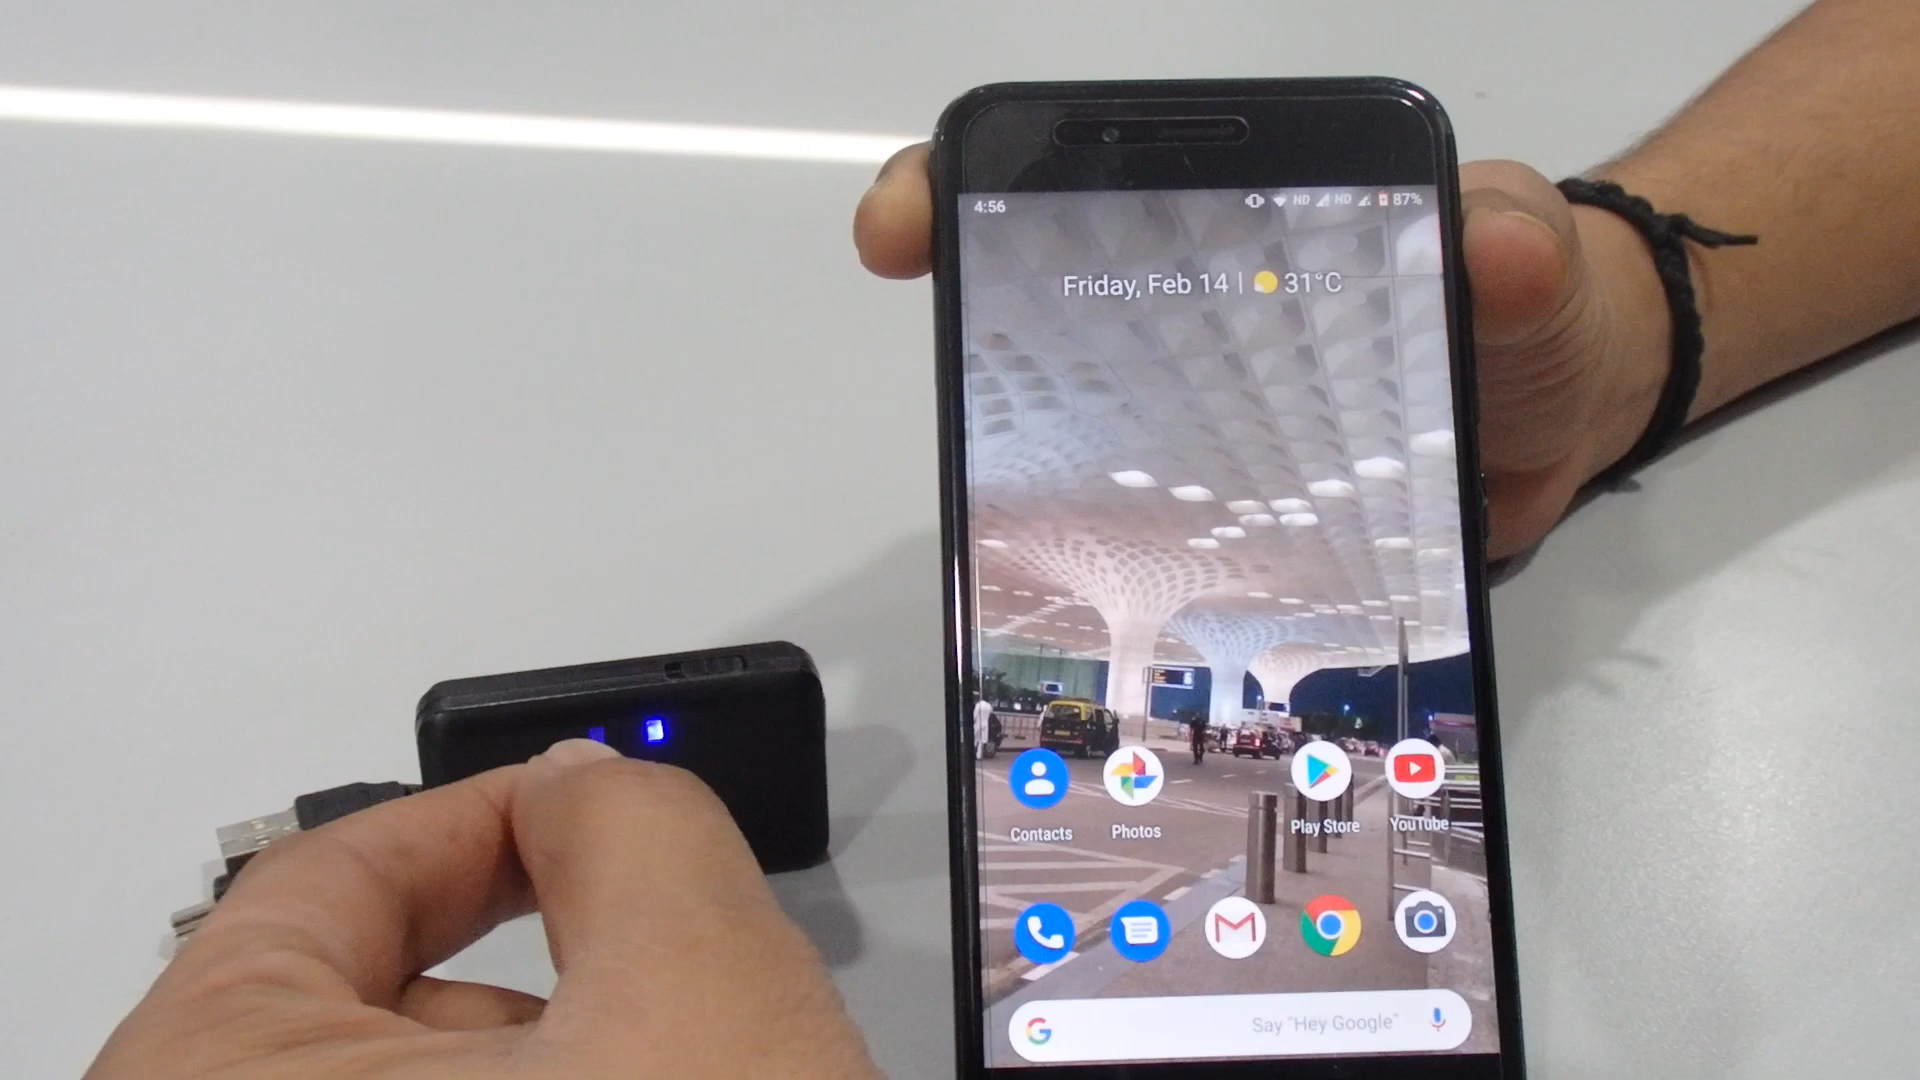 4:56 HD HD 87%
Friday, Feb 14 | 31°C
Contacts Photos Play Store YouTube
G Say "Hey Google"